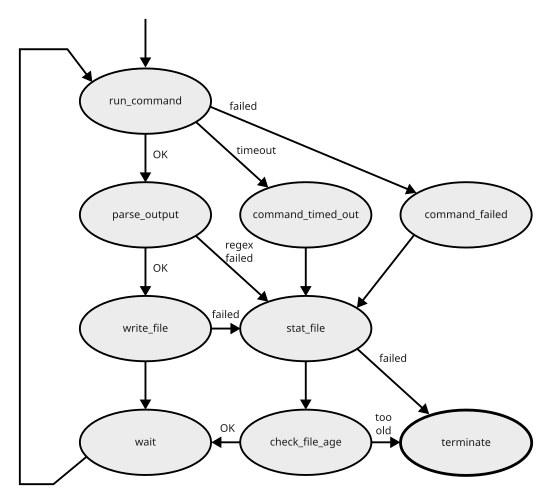 run_command
failed
OK
timeout
parse_output
command_timed_out
command_failed
regex
failed
OK
write_file
failed
stat_file
failed
wait
OK
check_file_age
too
old
terminate